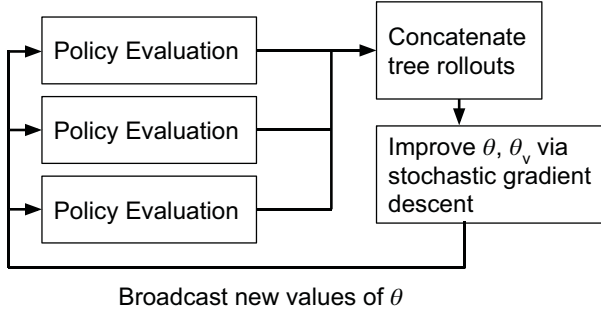 Policy Evaluation
Policy Evaluation
Policy Evaluation
Concatenate
tree rollouts
Improve θ, θᵥ via
stochastic gradient
descent
Broadcast new values of θ